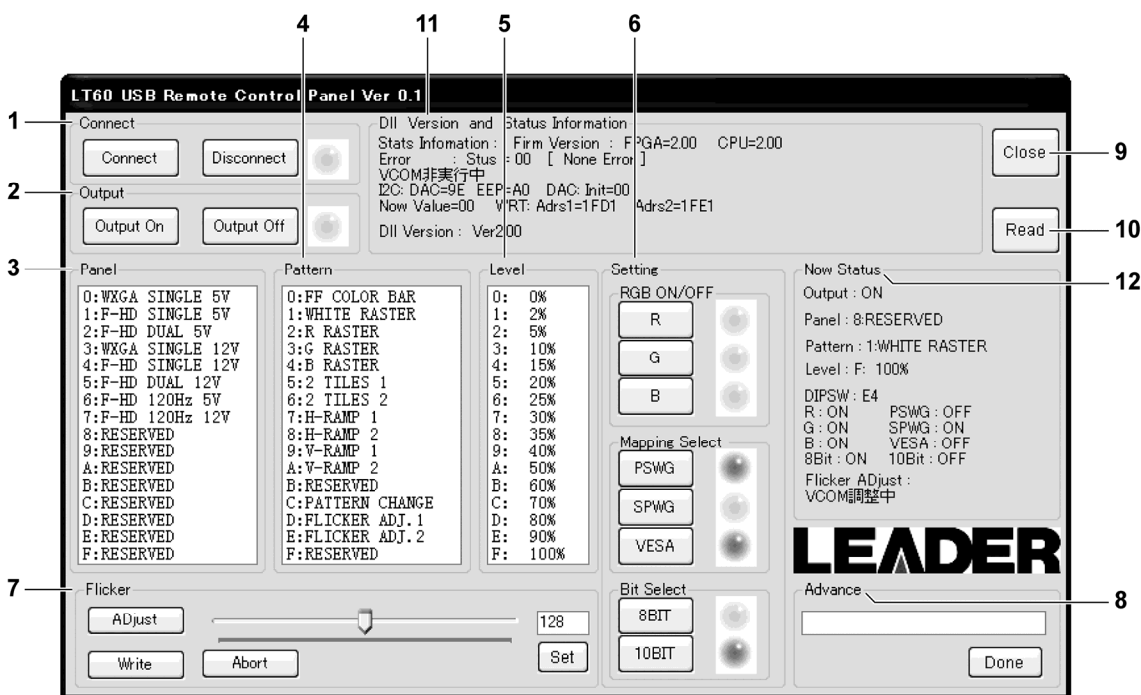 4 11 5 6
LT60 USB Remote Control Panel Ver 0.1
1
Connect
Connect Disconnect
Dll Version and Status Information
Stats Infomation : Firm Version : FPGA=2.00 CPU=2.00
Error : Stus = 00 [ None Error ]
VCOM非実行中
I2C: DAC=9E EEP=A0 DAC: Init=00
Now Value=00 WRT: Adrs1=1FD1 Adrs2=1FE1
Dll Version : Ver2.00
Close
9
2
Output
Output On Output Off
Read
10
3
Panel
0:WXGA SINGLE 5V
1:F-HD SINGLE 5V
2:F-HD DUAL 5V
3:WXGA SINGLE 12V
4:F-HD SINGLE 12V
5:F-HD DUAL 12V
6:F-HD 120Hz 5V
7:F-HD 120Hz 12V
8:RESERVED
9:RESERVED
A:RESERVED
B:RESERVED
C:RESERVED
D:RESERVED
E:RESERVED
F:RESERVED
Pattern
0:FF COLOR BAR
1:WHITE RASTER
2:R RASTER
3:G RASTER
4:B RASTER
5:2 TILES 1
6:2 TILES 2
7:H-RAMP 1
8:H-RAMP 2
9:V-RAMP 1
A:V-RAMP 2
B:RESERVED
C:PATTERN CHANGE
D:FLICKER ADJ.1
E:FLICKER ADJ.2
F:RESERVED
Level
0: 0%
1: 2%
2: 5%
3: 10%
4: 15%
5: 20%
6: 25%
7: 30%
8: 35%
9: 40%
A: 50%
B: 60%
C: 70%
D: 80%
E: 90%
F: 100%
Setting
RGB ON/OFF
R
G
B
Mapping Select
PSWG
SPWG
VESA
Bit Select
8BIT
10BIT
Now Status
12
Output : ON
Panel : 8:RESERVED
Pattern : 1:WHITE RASTER
Level : F: 100%
DIPSW : E4
R : ON PSWG : OFF
G : ON SPWG : ON
B : ON VESA : OFF
8Bit : ON 10Bit : OFF
Flicker ADjust :
VCOM調整中
LEADER
7
Flicker
ADjust
128
Write Abort Set
Advance
8
Done